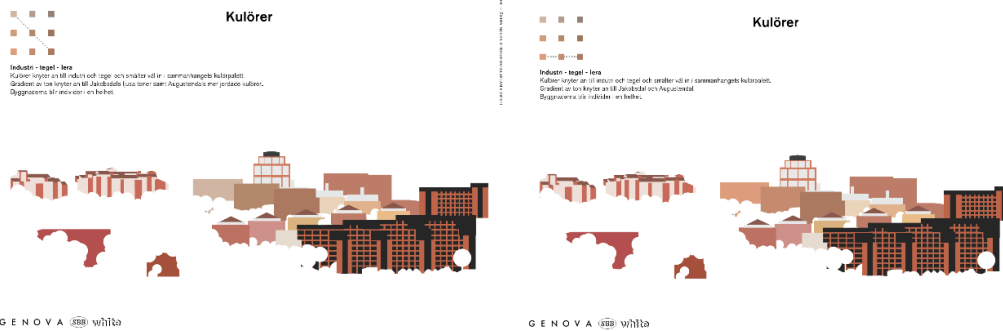 Kulörer
Industri - tegel - lera
Kulörer knyter an till industri och tegel och smälter väl in i sammanhangets kulörpalett.
Gradient av ton knyter an till Jakobsdals ljusa toner samt Augustendals mer jordade kulörer.
Byggnaderna blir individer i en helhet.
GENOVA SBB white
Kulörer
Industri - tegel - lera
Kulörer knyter an till industri och tegel och smälter väl in i sammanhangets kulörpalett.
Gradient av ton knyter an till Jakobsdal och Augustendal.
Byggnaderna blir individer i en helhet.
GENOVA SBB white